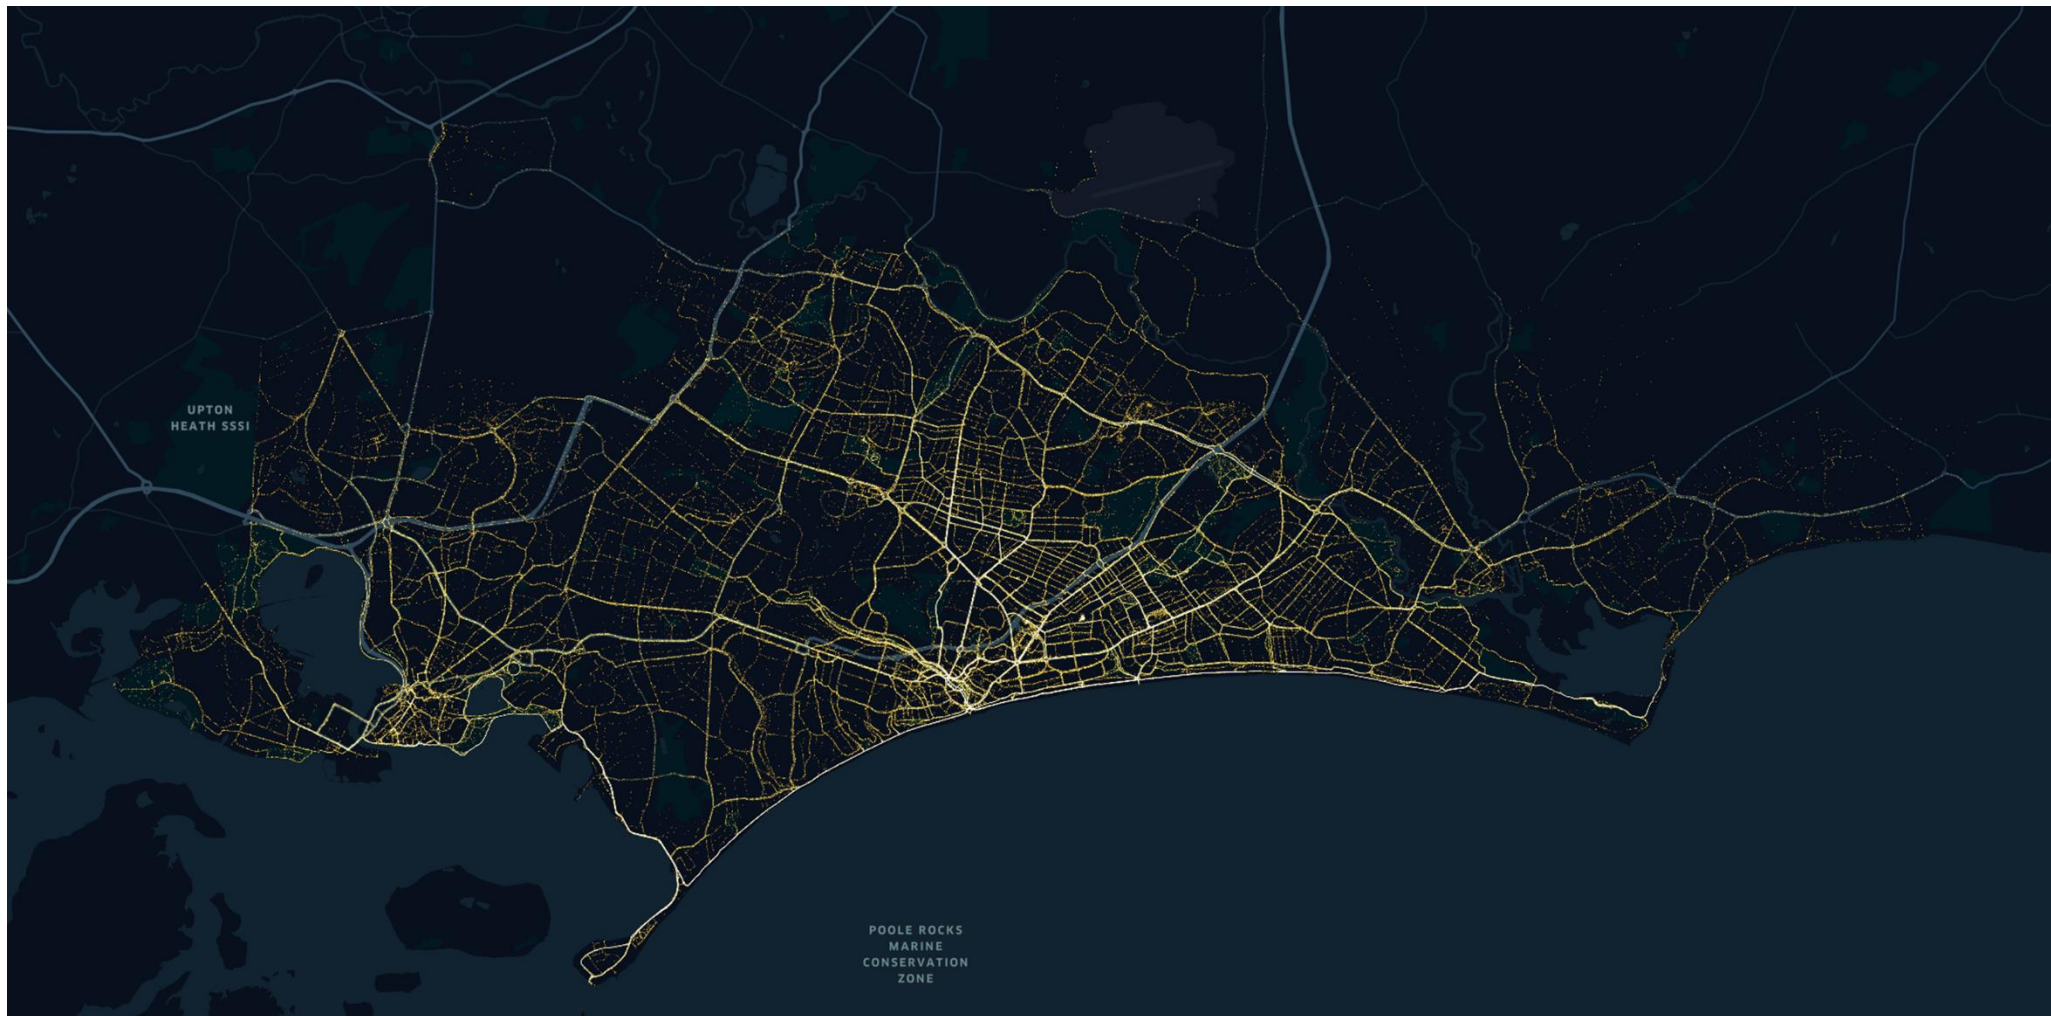 UPTON
HEATH SSSI
POOLE ROCKS
MARINE
CONSERVATION
ZONE